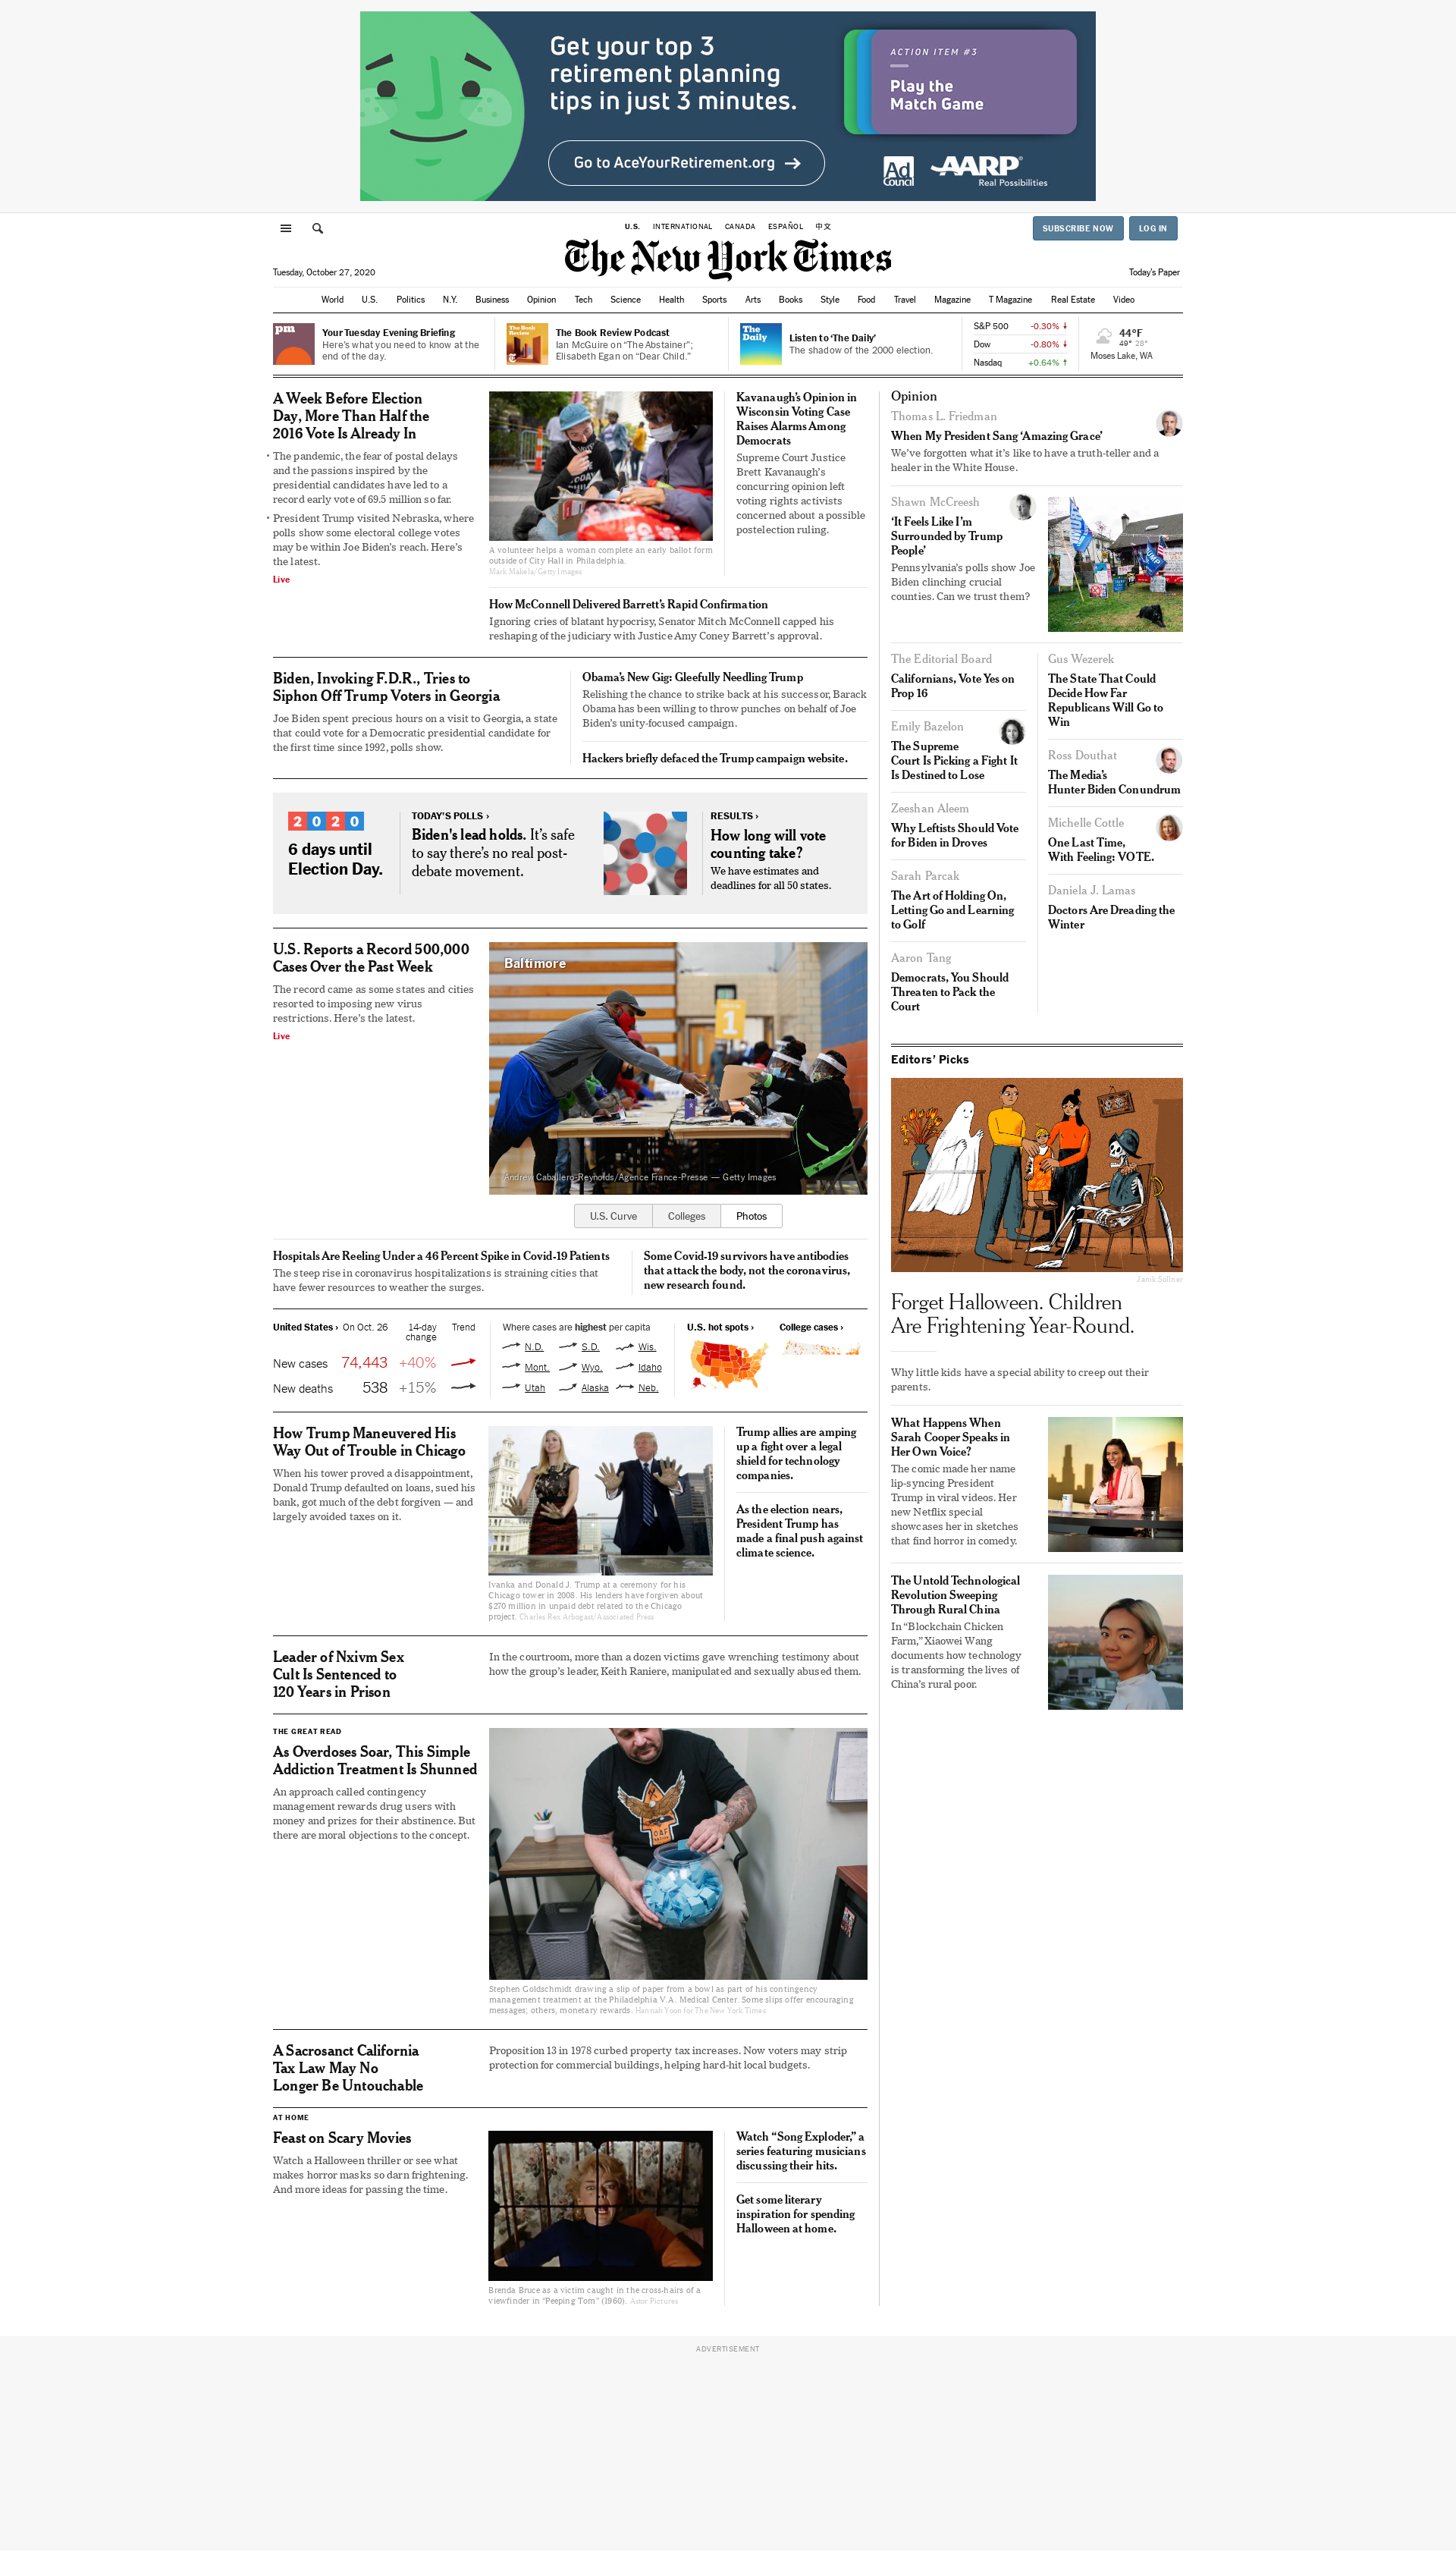 Get your top 3
retirement planning
tips in just 3 minutes.
Go to AceYourRetirement.org →
ACTION ITEM #3
Play the
Match Game
Ad
Council
AARP®
Real Possibilities
U.S. INTERNATIONAL CANADA ESPAÑOL 中文
SUBSCRIBE NOW LOG IN
The New York Times
Tuesday, October 27, 2020
Today's Paper
World U.S. Politics N.Y. Business Opinion Tech Science Health Sports Arts Books Style Food Travel Magazine T Magazine Real Estate Video
pm
Your Tuesday Evening Briefing
Here's what you need to know at the
end of the day.
The Book
Review
The Book Review Podcast
Ian McGuire on “The Abstainer”;
Elisabeth Egan on “Dear Child.”
The
Daily
Listen to ‘The Daily’
The shadow of the 2000 election.
S&P 500 -0.30% ↓
Dow -0.80% ↓
Nasdaq +0.64% ↑
44°F
49° 28°
Moses Lake, WA
A Week Before Election
Day, More Than Half the
2016 Vote Is Already In
• The pandemic, the fear of postal delays
and the passions inspired by the
presidential candidates have led to a
record early vote of 69.5 million so far.
• President Trump visited Nebraska, where
polls show some electoral college votes
may be within Joe Biden's reach. Here's
the latest.
Live
A volunteer helps a woman complete an early ballot form
outside of City Hall in Philadelphia.
Mark Makela/Getty Images
Kavanaugh’s Opinion in
Wisconsin Voting Case
Raises Alarms Among
Democrats
Supreme Court Justice
Brett Kavanaugh’s
concurring opinion left
voting rights activists
concerned about a possible
postelection ruling.
How McConnell Delivered Barrett’s Rapid Confirmation
Ignoring cries of blatant hypocrisy, Senator Mitch McConnell capped his
reshaping of the judiciary with Justice Amy Coney Barrett’s approval.
Biden, Invoking F.D.R., Tries to
Siphon Off Trump Voters in Georgia
Joe Biden spent precious hours on a visit to Georgia, a state
that could vote for a Democratic presidential candidate for
the first time since 1992, polls show.
Obama’s New Gig: Gleefully Needling Trump
Relishing the chance to strike back at his successor, Barack
Obama has been willing to throw punches on behalf of Joe
Biden’s unity-focused campaign.
Hackers briefly defaced the Trump campaign website.
2020
6 days until
Election Day.
TODAY’S POLLS ›
Biden’s lead holds. It’s safe
to say there’s no real post-
debate movement.
RESULTS ›
How long will vote
counting take?
We have estimates and
deadlines for all 50 states.
U.S. Reports a Record 500,000
Cases Over the Past Week
The record came as some states and cities
resorted to imposing new virus
restrictions. Here’s the latest.
Live
Baltimore
1
Andrew Caballero-Reynolds/Agence France-Presse — Getty Images
U.S. Curve Colleges Photos
Hospitals Are Reeling Under a 46 Percent Spike in Covid-19 Patients
The steep rise in coronavirus hospitalizations is straining cities that
have fewer resources to weather the surges.
Some Covid-19 survivors have antibodies
that attack the body, not the coronavirus,
new research found.
United States › On Oct. 26 14-day
change Trend
New cases 74,443 +40%
New deaths 538 +15%
Where cases are highest per capita
N.D. S.D. Wis.
Mont. Wyo. Idaho
Utah Alaska Neb.
U.S. hot spots ›
College cases ›
How Trump Maneuvered His
Way Out of Trouble in Chicago
When his tower proved a disappointment,
Donald Trump defaulted on loans, sued his
bank, got much of the debt forgiven — and
largely avoided taxes on it.
Ivanka and Donald J. Trump at a ceremony for his
Chicago tower in 2008. His lenders have forgiven about
$270 million in unpaid debt related to the Chicago
project. Charles Rex Arbogast/Associated Press
Trump allies are amping
up a fight over a legal
shield for technology
companies.
As the election nears,
President Trump has
made a final push against
climate science.
Leader of Nxivm Sex
Cult Is Sentenced to
120 Years in Prison
In the courtroom, more than a dozen victims gave wrenching testimony about
how the group’s leader, Keith Raniere, manipulated and sexually abused them.
THE GREAT READ
As Overdoses Soar, This Simple
Addiction Treatment Is Shunned
An approach called contingency
management rewards drug users with
money and prizes for their abstinence. But
there are moral objections to the concept.
Stephen Goldschmidt drawing a slip of paper from a bowl as part of his contingency
management treatment at the Philadelphia V.A. Medical Center. Some slips offer encouraging
messages; others, monetary rewards. Hannah Yoon for The New York Times
A Sacrosanct California
Tax Law May No
Longer Be Untouchable
Proposition 13 in 1978 curbed property tax increases. Now voters may strip
protection for commercial buildings, helping hard-hit local budgets.
AT HOME
Feast on Scary Movies
Watch a Halloween thriller or see what
makes horror masks so darn frightening.
And more ideas for passing the time.
Brenda Bruce as a victim caught in the cross-hairs of a
viewfinder in “Peeping Tom” (1960). Astor Pictures
Watch “Song Exploder,” a
series featuring musicians
discussing their hits.
Get some literary
inspiration for spending
Halloween at home.
Opinion
Thomas L. Friedman
When My President Sang ‘Amazing Grace’
We’ve forgotten what it’s like to have a truth-teller and a
healer in the White House.
Shawn McCreesh
‘It Feels Like I’m
Surrounded by Trump
People’
Pennsylvania’s polls show Joe
Biden clinching crucial
counties. Can we trust them?
The Editorial Board
Californians, Vote Yes on
Prop 16
Emily Bazelon
The Supreme
Court Is Picking a Fight It
Is Destined to Lose
Zeeshan Aleem
Why Leftists Should Vote
for Biden in Droves
Sarah Parcak
The Art of Holding On,
Letting Go and Learning
to Golf
Aaron Tang
Democrats, You Should
Threaten to Pack the
Court
Gus Wezerek
The State That Could
Decide How Far
Republicans Will Go to
Win
Ross Douthat
The Media’s
Hunter Biden Conundrum
Michelle Cottle
One Last Time,
With Feeling: VOTE.
Daniela J. Lamas
Doctors Are Dreading the
Winter
Editors’ Picks
Janik Söllner
Forget Halloween. Children
Are Frightening Year-Round.
Why little kids have a special ability to creep out their
parents.
What Happens When
Sarah Cooper Speaks in
Her Own Voice?
The comic made her name
lip-syncing President
Trump in viral videos. Her
new Netflix special
showcases her in sketches
that find horror in comedy.
The Untold Technological
Revolution Sweeping
Through Rural China
In “Blockchain Chicken
Farm,” Xiaowei Wang
documents how technology
is transforming the lives of
China’s rural poor.
ADVERTISEMENT